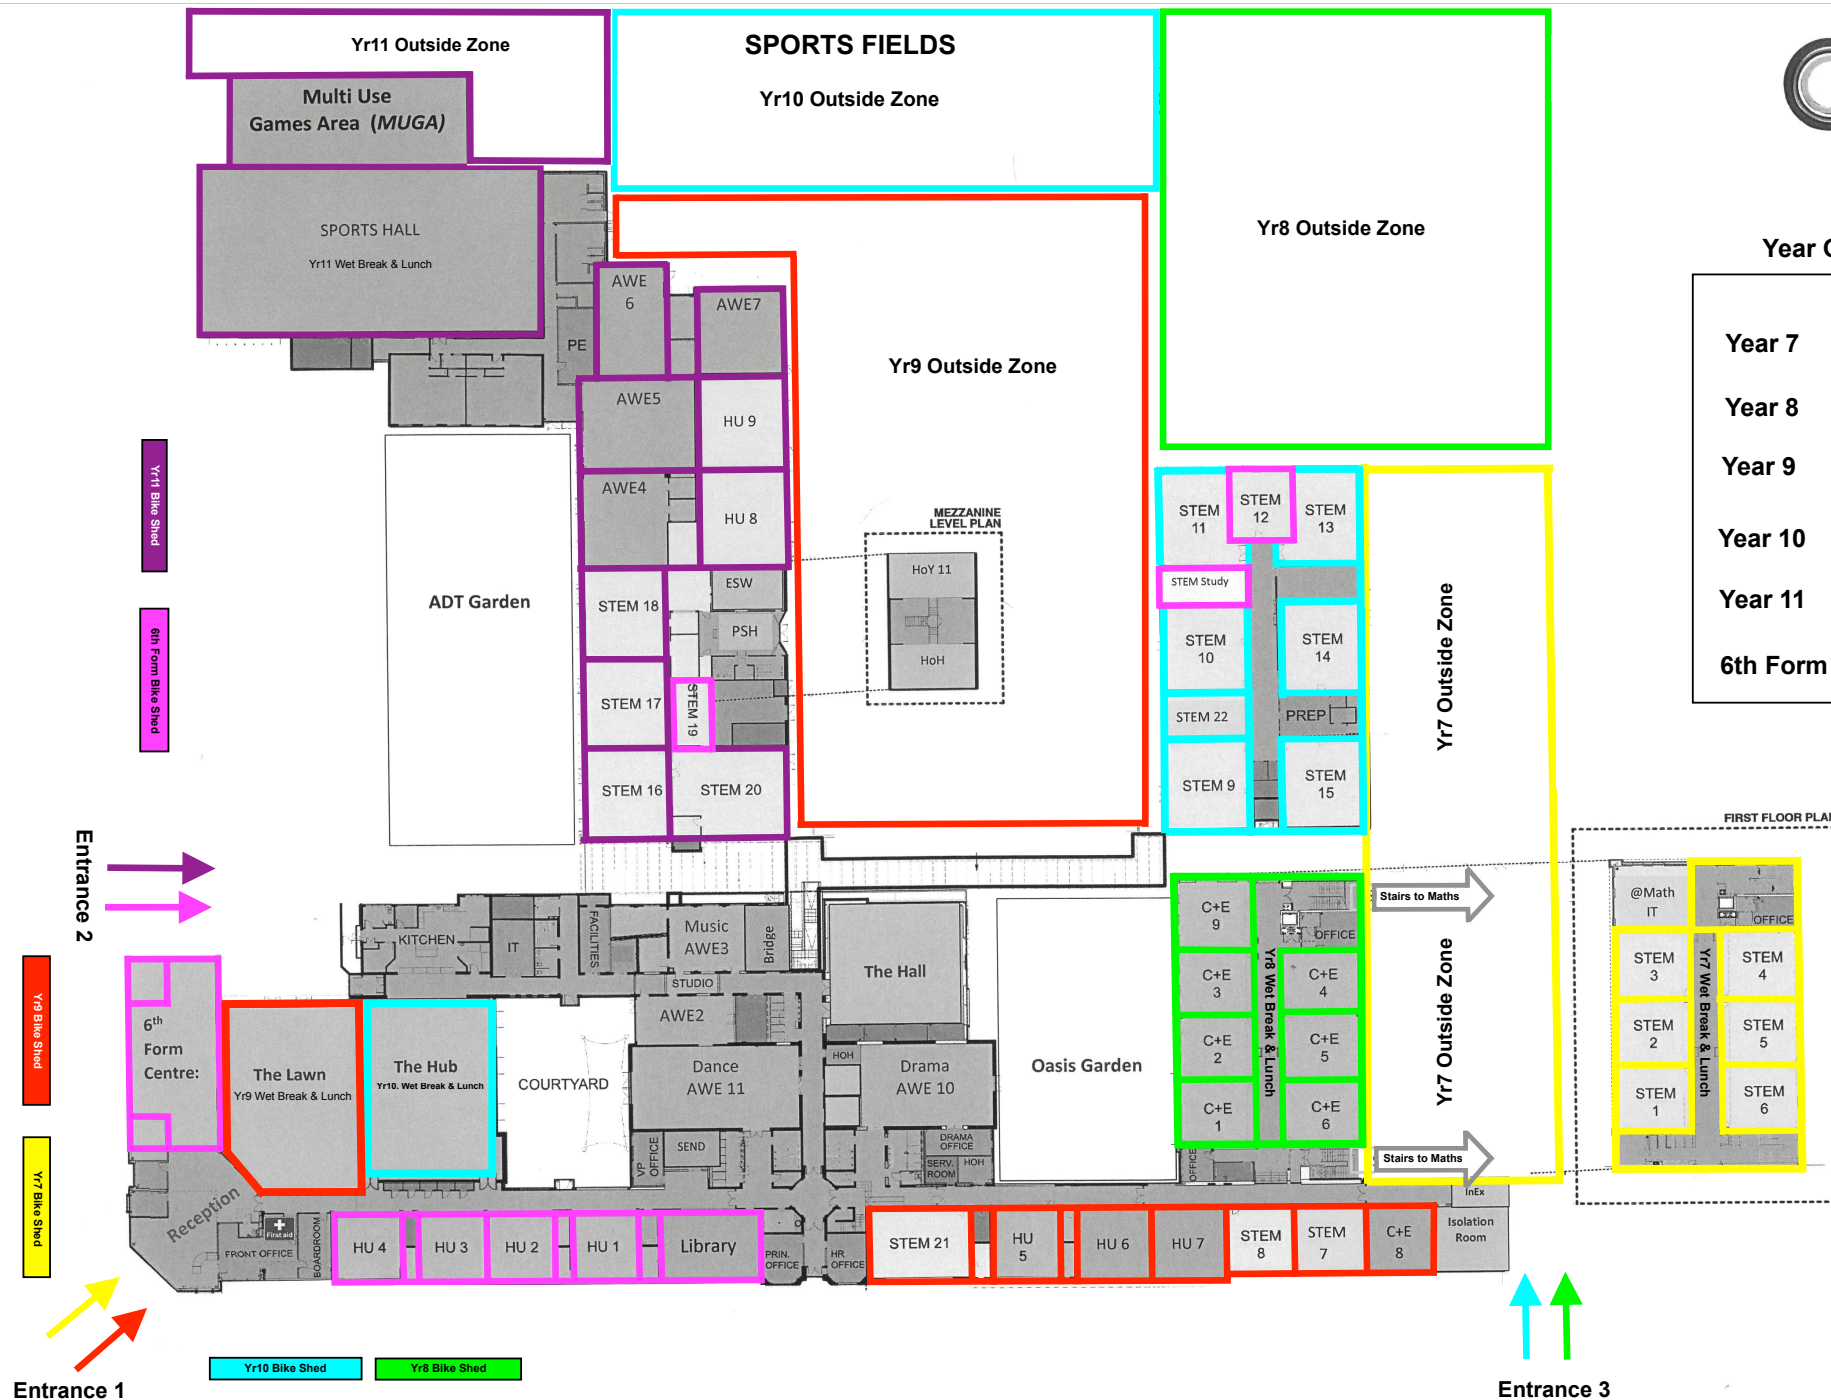 Yr11 Outside Zone
SPORTS FIELDS
Yr10 Outside Zone
Multi Use
Games Area (MUGA)
SPORTS HALL
Yr11 Wet Break & Lunch
Yr8 Outside Zone
Year
Year 7
Year 8
Year 9
Year 10
Year 11
6th Form
AWE
6
AWE7
PE
AWE5
HU 9
AWE4
HU 8
Yr9 Outside Zone
MEZZANINE
LEVEL PLAN
HoY 11
HoH
Yr11 Bike Shed
6th Form Bike Shed
ADT Garden
STEM 18
ESW
PSH
STEM 17
STEM 19
STEM 16
STEM 20
STEM
11
STEM
12
STEM
13
STEM Study
STEM
10
STEM
14
STEM 22
PREP
STEM 9
STEM
15
Yr7 Outside Zone
FIRST FLOOR PLAN
Entrance 2
KITCHEN
IT
FACILITIES
Music
AWE3
Bridge
STUDIO
AWE2
The Hall
C+E
9
OFFICE
Stairs to Maths
@Math
IT
OFFICE
C+E
3
C+E
4
C+E
2
C+E
5
C+E
1
C+E
6
Yr8 Wet Break & Lunch
Yr7 Outside Zone
STEM
3
STEM
4
STEM
2
STEM
5
STEM
1
STEM
6
Yr7 Wet Break & Lunch
Yr9 Bike Shed
6th
Form
Centre:
The Lawn
Yr9 Wet Break & Lunch
The Hub
Yr10. Wet Break & Lunch
COURTYARD
Dance
AWE 11
HOH
Drama
AWE 10
Oasis Garden
VP
OFFICE
SEND
DRAMA
OFFICE
SERV.
ROOM
HOH
OFFICE
Stairs to Maths
Yr7 Bike Shed
Reception
First aid
FRONT OFFICE
BOARDROOM
HU 4
HU 3
HU 2
HU 1
Library
PRIN.
OFFICE
HR
OFFICE
STEM 21
HU
5
HU 6
HU 7
STEM
8
STEM
7
C+E
8
InEx
Isolation
Room
Yr10 Bike Shed
Yr8 Bike Shed
Entrance 1
Entrance 3